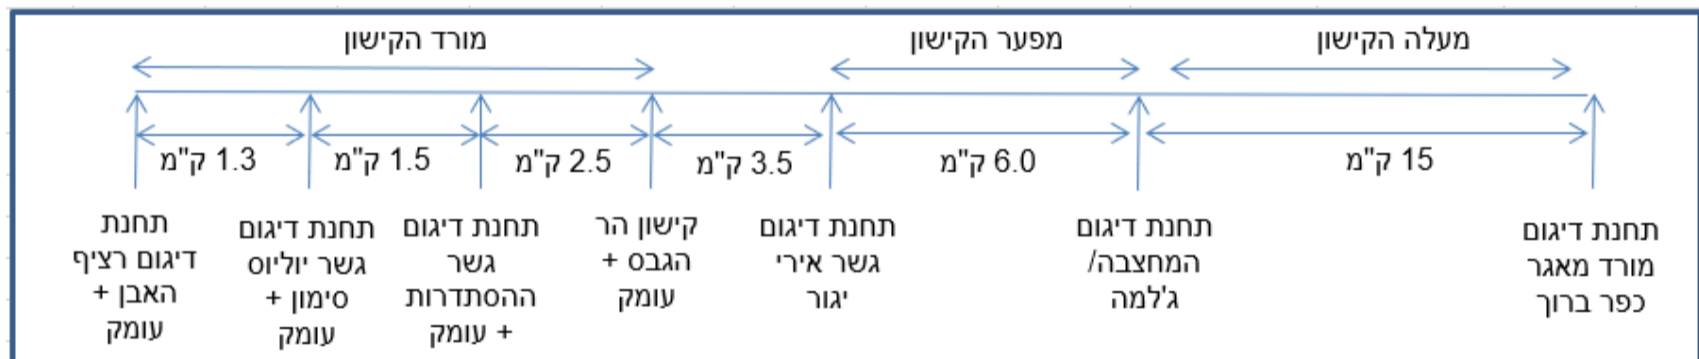 מעלה הקישון
מפער הקישון
מורד הקישון
15 ק"מ
6.0 ק"מ
3.5 ק"מ
2.5 ק"מ
1.5 ק"מ
1.3 ק"מ
תחנת דיגום
מורד מאגר
כפר ברוך
תחנת דיגום
המחצבה/
ג'למה
תחנת דיגום
גשר אירי
יגור
קישון הר
הגבס +
עומק
תחנת דיגום
גשר
ההסתדרות
+ עומק
תחנת דיגום
גשר יוליוס
סימון +
עומק
תחנת
דיגום רציף
האבן +
עומק